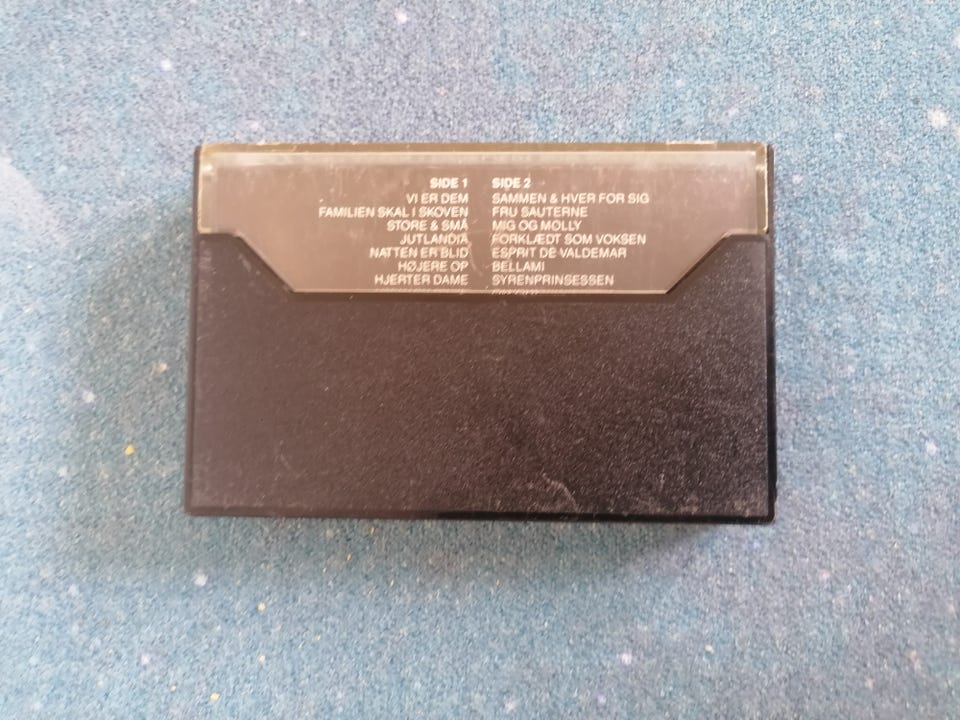 SIDE 1
VI ER DEM
FAMILIEN SKAL I SKOVEN
STORE & SMÅ
JUTLANDIA
NATTEN ER BLID
HØJERE OP
HJERTER DAME
SIDE 2
SAMMEN & HVER FOR SIG
FRU SAUTERNE
MIG OG MOLLY
FORKLÆDT SOM VOKSEN
ESPRIT DE VALDEMAR
BELLAMI
SYRENPRINSESSEN